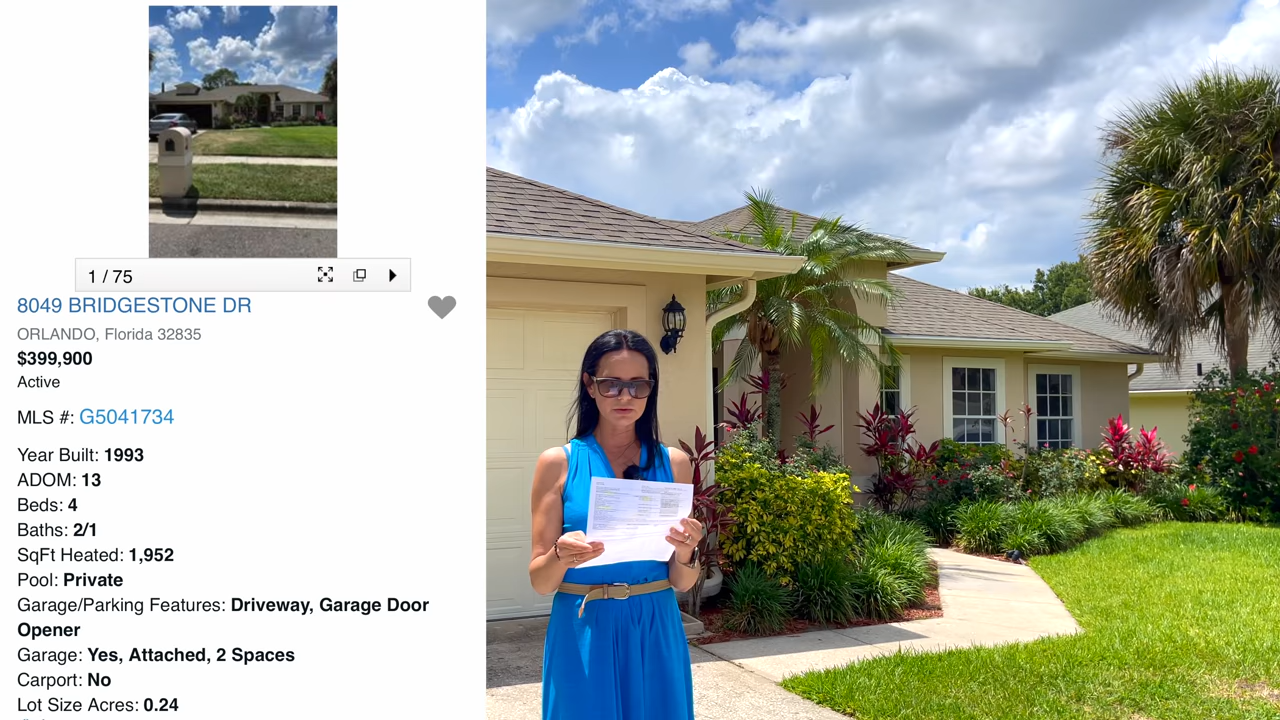 1 / 75
8049 BRIDGESTONE DR
ORLANDO, Florida 32835
$399,900
Active
MLS #: G5041734
Year Built: 1993
ADOM: 13
Beds: 4
Baths: 2/1
SqFt Heated: 1,952
Pool: Private
Garage/Parking Features: Driveway, Garage Door
Opener
Garage: Yes, Attached, 2 Spaces
Carport: No
Lot Size Acres: 0.24